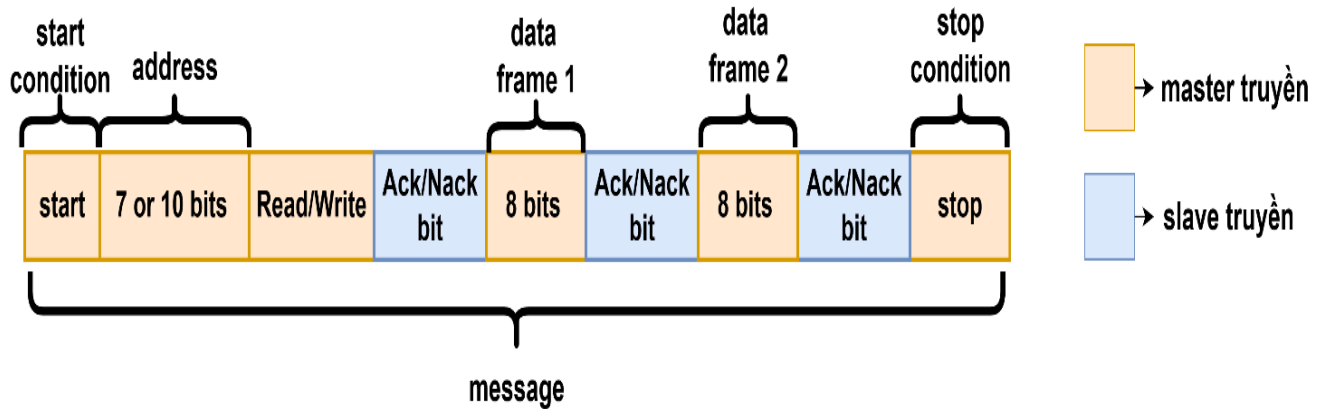 start
condition
address
data
frame 1
data
frame 2
stop
condition
start
7 or 10 bits
Read/Write
Ack/Nack
bit
8 bits
Ack/Nack
bit
8 bits
Ack/Nack
bit
stop
master truyền
slave truyền
message